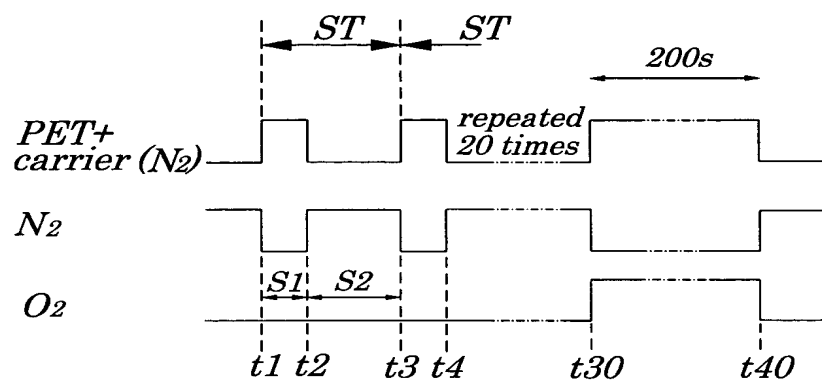 ST ST
200s
PET+
carrier (N2)
repeated
20 times
N2
S1 S2
O2
t1 t2 t3 t4 t30 t40